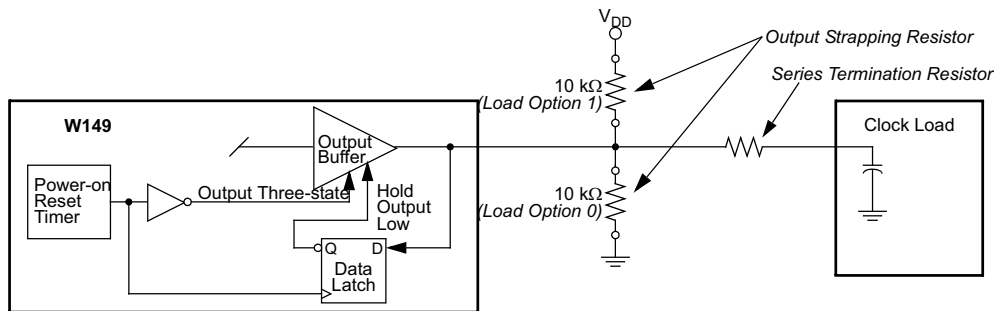 V_DD
Output Strapping Resistor
Series Termination Resistor
10 kΩ
(Load Option 1)
W149
Output
Buffer
Clock Load
Power-on
Reset
Timer
Output Three-state
Hold
Output
Low
10 kΩ
(Load Option 0)
Q
D
Data
Latch